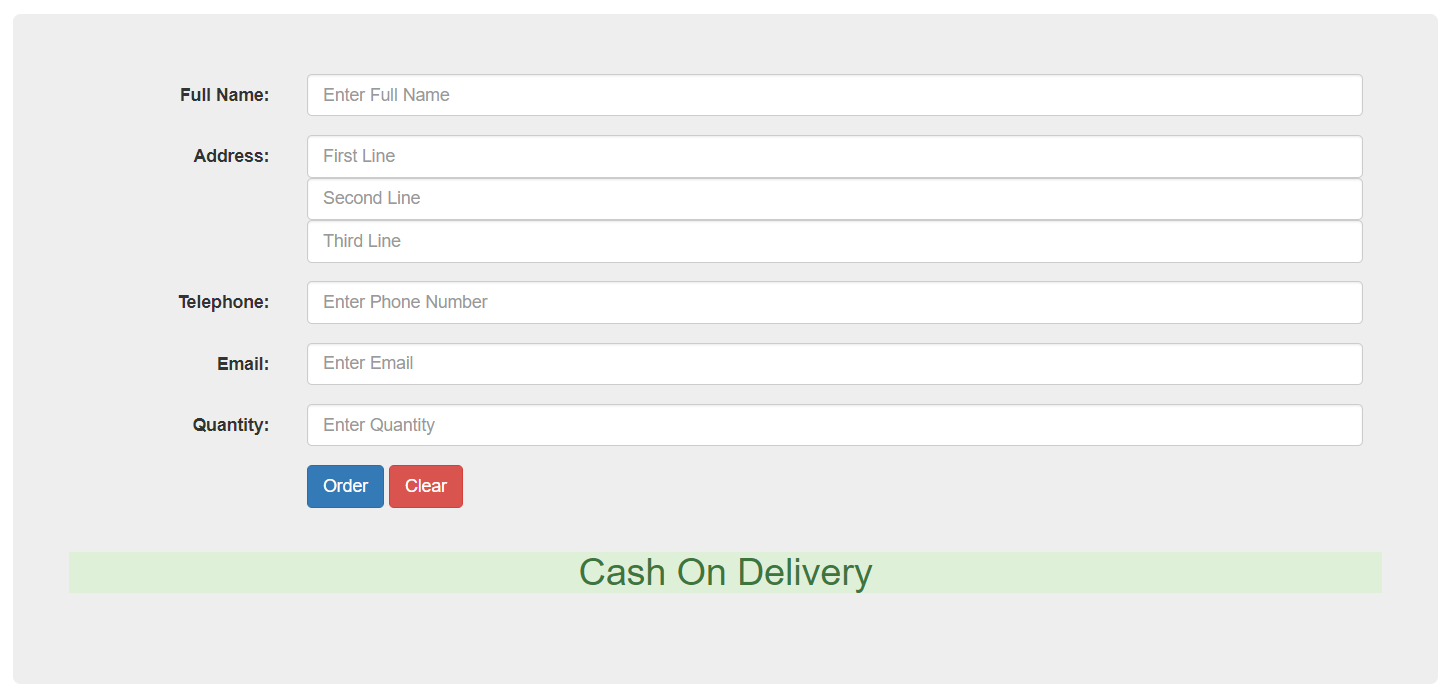 Full Name: Enter Full Name
Address: First Line
Second Line
Third Line
Telephone: Enter Phone Number
Email: Enter Email
Quantity: Enter Quantity
Order Clear
Cash On Delivery